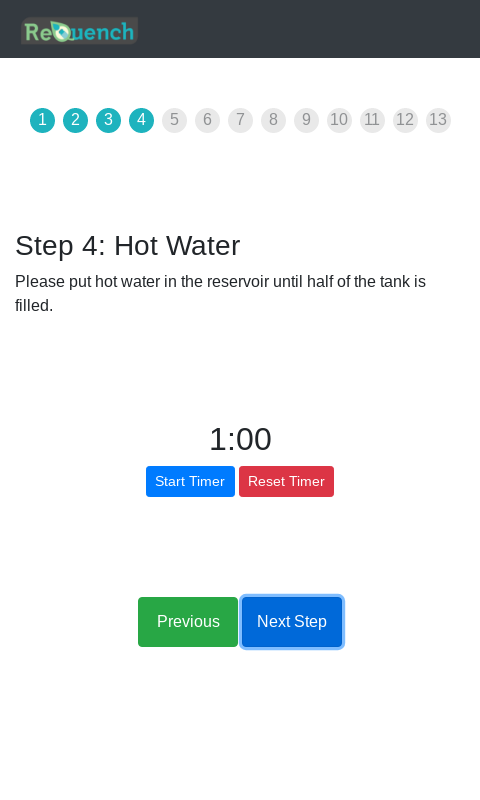 ReQuench
1 2 3 4 5 6 7 8 9 10 11 12 13
Step 4: Hot Water
Please put hot water in the reservoir until half of the tank is
filled.
1:00
Start Timer Reset Timer
Previous Next Step